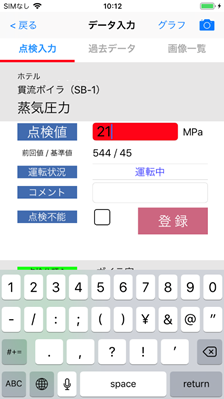 SIMなし 10:12
＜戻る データ入力 グラフ
点検入力 過去データ 画像一覧
ホテル
貫流ボイラ（SB-1）
蒸気圧力
点検値 21 MPa
前回値 / 基準値 544 / 45
運転状況 運転中
コメント
点検不能 登録
1 2 3 4 5 6 7 8 9 0
- / : ; ( ) ¥ & @ ”
#+= . , ? ! ’
ABC space return